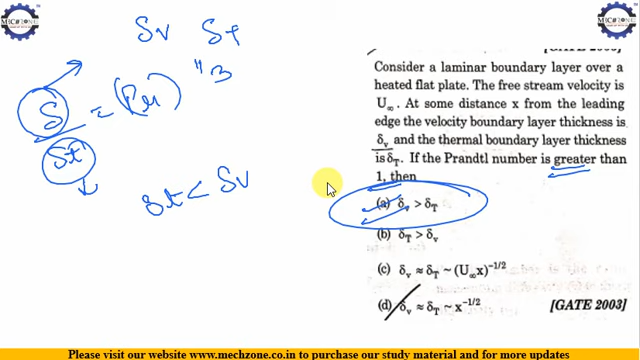 MECHZONE
MECHZONE
[GATE 2003]
Consider a laminar boundary layer over a
heated flat plate. The free stream velocity is
U∞. At some distance x from the leading
edge the velocity boundary layer thickness is
δv and the thermal boundary layer thickness
is δT. If the Prandtl number is greater than
1, then
(a) δv > δT
(b) δT > δv
(c) δv ≈ δT ~ (U∞x)^-1/2
(d) δv ≈ δT ~ x^-1/2
[GATE 2003]
δv δt
δ/δt = (Pr)^1/3
δt < δv
Please visit our website www.mechzone.co.in to purchase our study material and for more updates